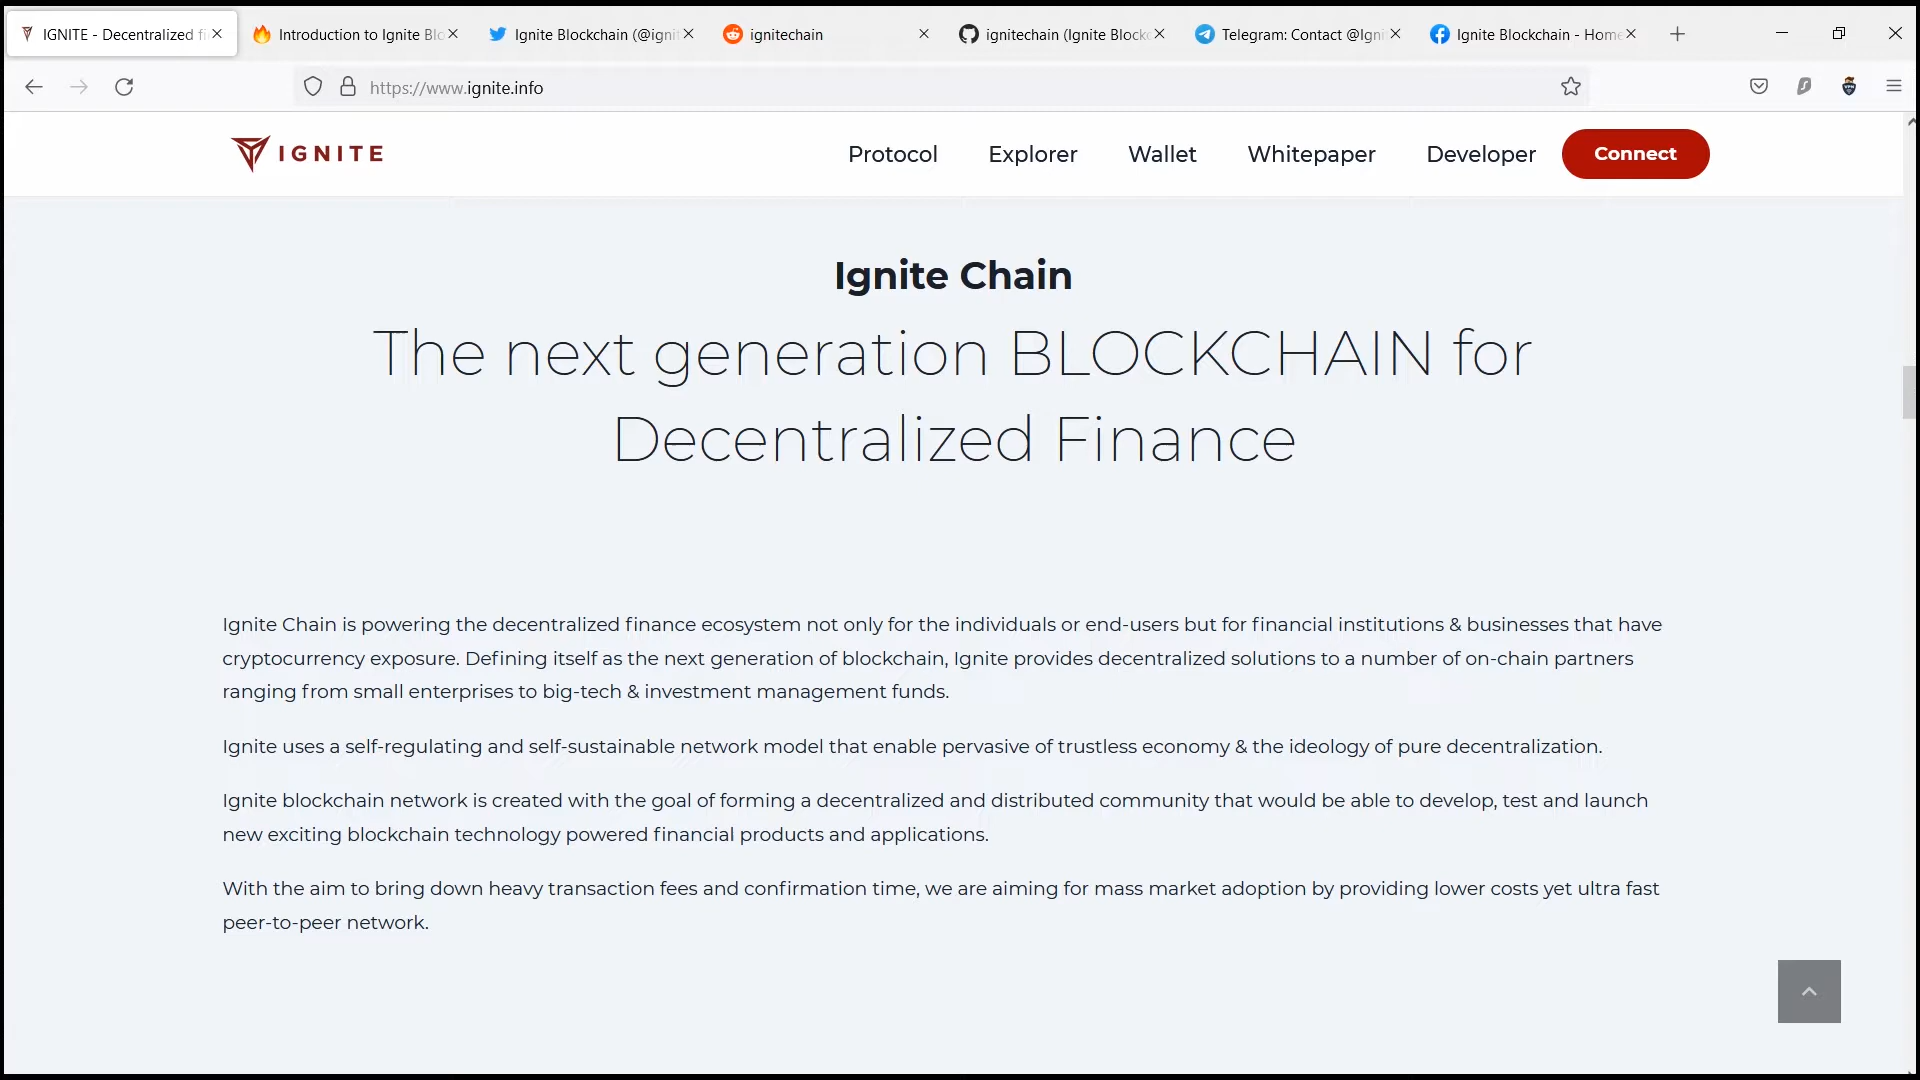 IGNITE - Decentralized fi
Introduction to Ignite Blo
Ignite Blockchain (@ignit
ignitechain
ignitechain (Ignite Blockc
Telegram: Contact @Igni
Ignite Blockchain - Home
https://www.ignite.info
IGNITE
Protocol
Explorer
Wallet
Whitepaper
Developer
Connect
Ignite Chain
The next generation BLOCKCHAIN for
Decentralized Finance
Ignite Chain is powering the decentralized finance ecosystem not only for the individuals or end-users but for financial institutions & businesses that have
cryptocurrency exposure. Defining itself as the next generation of blockchain, Ignite provides decentralized solutions to a number of on-chain partners
ranging from small enterprises to big-tech & investment management funds.
Ignite uses a self-regulating and self-sustainable network model that enable pervasive of trustless economy & the ideology of pure decentralization.
Ignite blockchain network is created with the goal of forming a decentralized and distributed community that would be able to develop, test and launch
new exciting blockchain technology powered financial products and applications.
With the aim to bring down heavy transaction fees and confirmation time, we are aiming for mass market adoption by providing lower costs yet ultra fast
peer-to-peer network.